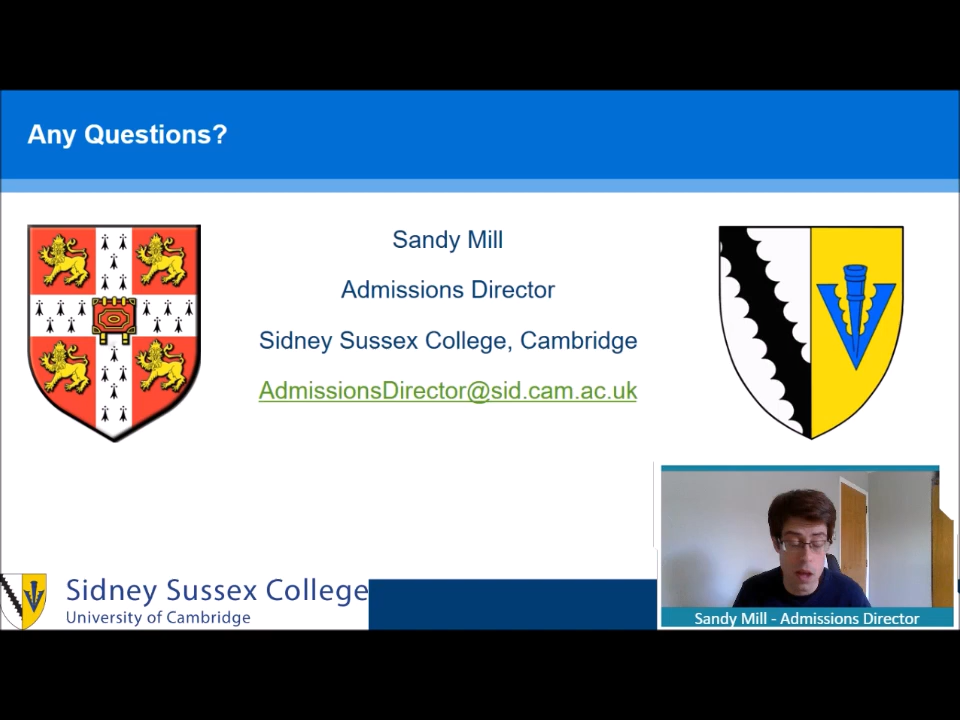 Any Questions?
Sandy Mill
Admissions Director
Sidney Sussex College, Cambridge
AdmissionsDirector@sid.cam.ac.uk
Sidney Sussex College
University of Cambridge
Sandy Mill - Admissions Director